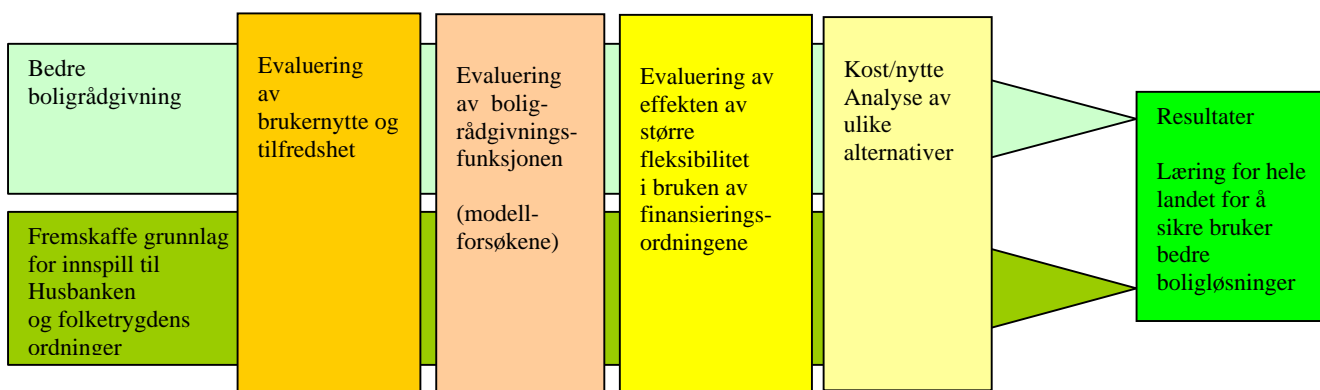 Bedre
boligrådgivning
Fremskaffe grunnlag
for innspill til
Husbanken
og folketrygdens
ordninger
Evaluering
av
brukernytte og
tilfredshet
Evaluering
av bolig-
rådgivnings-
funksjonen
(modell-
forsøkene)
Evaluering av
effekten av
større
fleksibilitet
i bruken av
finansierings-
ordningene
Kost/nytte
Analyse av
ulike
alternativer
Resultater
Læring for hele
landet for å
sikre bruker
bedre
boligløsninger